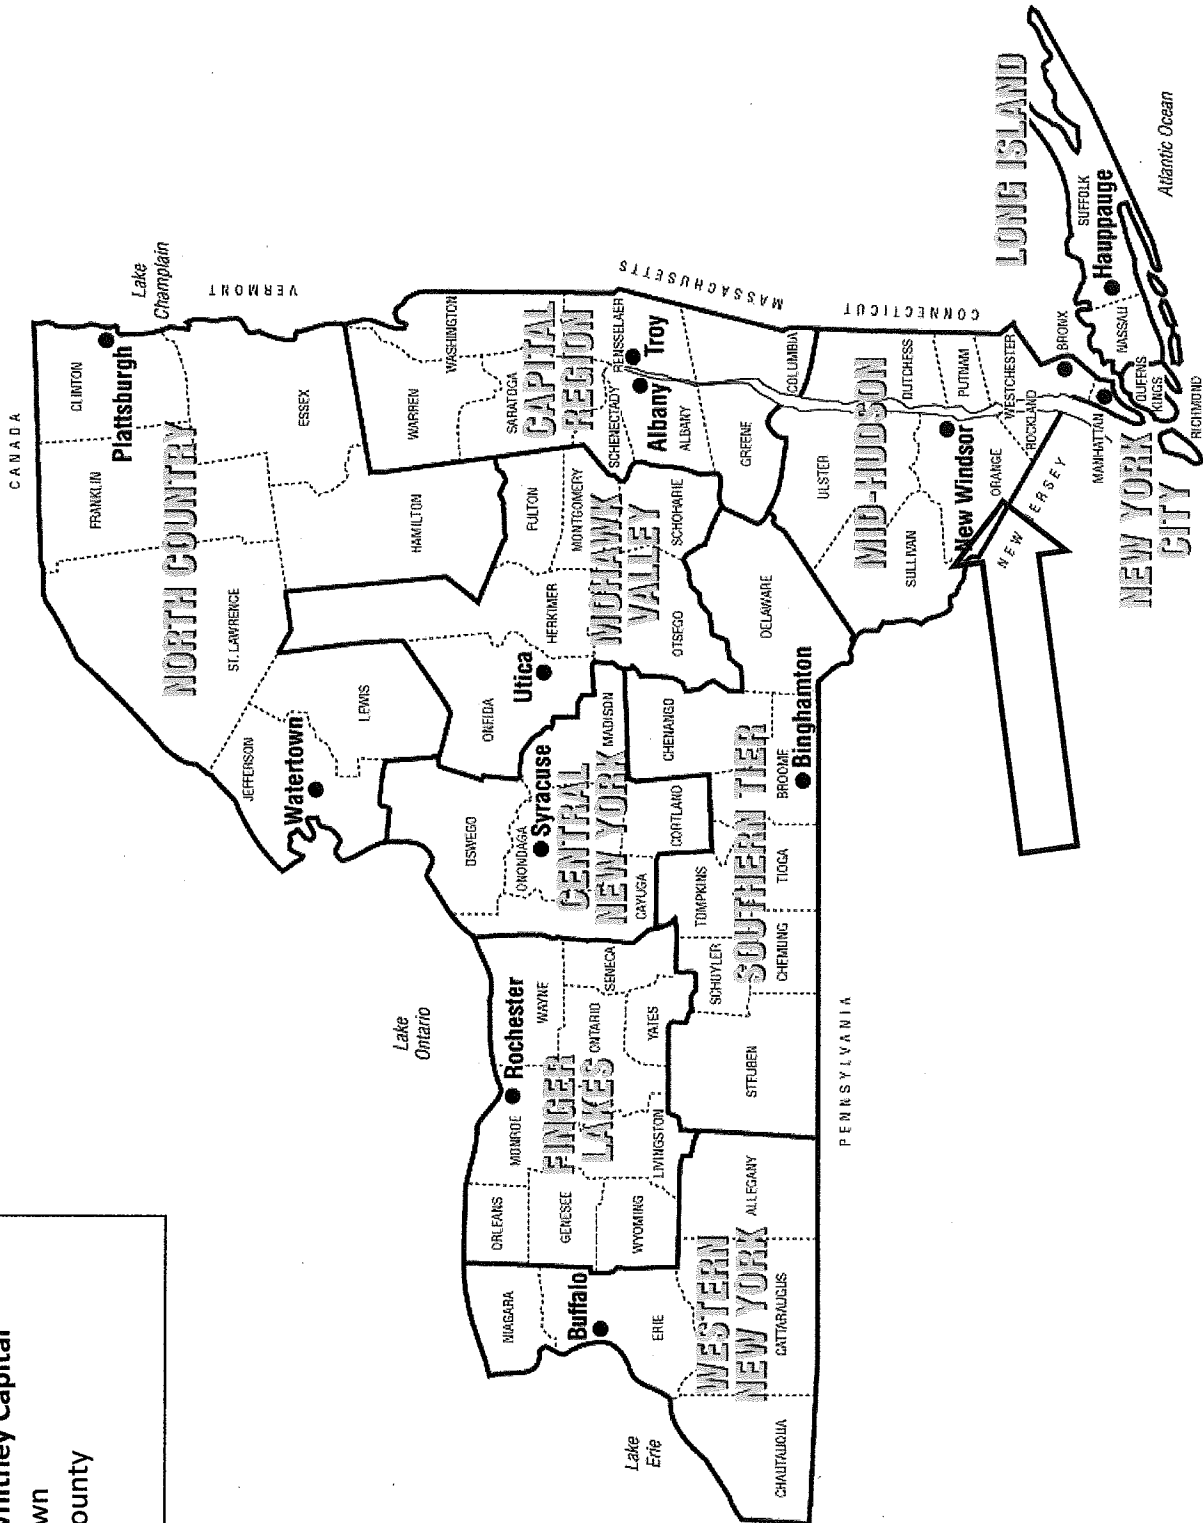 Whitney Capital
wn
ounty
CANADA
Lake
Champlain
VERMONT
MASSACHUSETTS
CONNECTICUT
NEW JERSEY
PENNSYLVANIA
Lake
Ontario
Lake
Erie
Atlantic Ocean
NORTH COUNTRY
CLINTON
Plattsburgh
FRANKLIN
ESSEX
ST. LAWRENCE
HAMILTON
JEFFERSON
Watertown
LEWIS
CAPITAL
REGION
WARREN
WASHINGTON
SARATOGA
SCHENECTADY
RENSSELAER
Troy
Albany
ALBANY
GREENE
COLUMBIA
MOHAWK
VALLEY
FULTON
MONTGOMERY
HERKIMER
SCHOHARIE
OTSEGO
ONEIDA
Utica
CENTRAL
NEW YORK
OSWEGO
ONONDAGA
Syracuse
MADISON
CAYUGA
CORTLAND
SOUTHERN TIER
CHENANGO
DELAWARE
BROOME
Binghamton
TIOGA
TOMPKINS
CHEMUNG
SCHUYLER
STEUBEN
FINGER
LAKES
Rochester
WAYNE
SENECA
ONTARIO
YATES
MONROE
LIVINGSTON
ORLEANS
GENESEE
WYOMING
WESTERN
NEW YORK
NIAGARA
Buffalo
ERIE
ALLEGANY
CATTARAUGUS
CHAUTAUQUA
MID-HUDSON
ULSTER
DUTCHESS
SULLIVAN
PUTNAM
New Windsor
ORANGE
WESTCHESTER
ROCKLAND
NEW YORK
CITY
BRONX
MANHATTAN
QUEENS
KINGS
RICHMOND
LONG ISLAND
SUFFOLK
Hauppauge
NASSAU